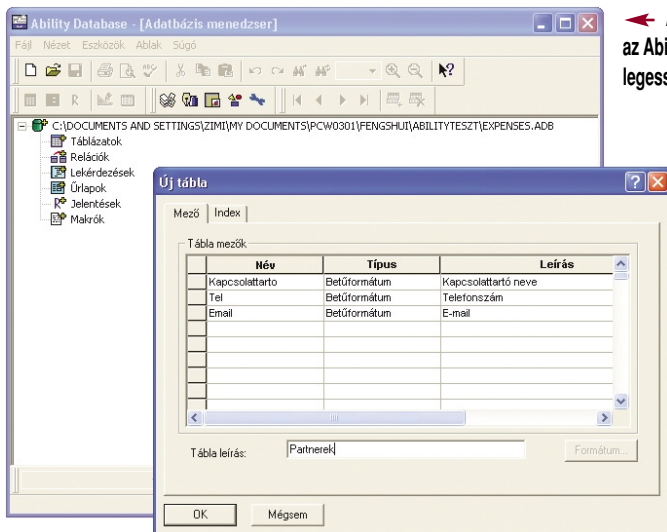 Ability Database - [Adatbázis menedzser]
Fájl Nézet Eszközök Ablak Súgó
C:\DOCUMENTS AND SETTINGS\ZIMI\MY DOCUMENTS\PCW0301\FENGSHUI\ABILITYTESZT\EXPENSES.ADB
Táblázatok
Relációk
Lekérdezések
Űrlapok
Jelentések
Makrók
az Abi
legess
Új tábla
Mező Index
Tábla mezők
Név Típus Leírás
Kapcsolattarto Betűformátum Kapcsolattartó neve
Tel Betűformátum Telefonszám
Email Betűformátum E-mail
Tábla leírás: Partnerek Formátum...
OK Mégsem